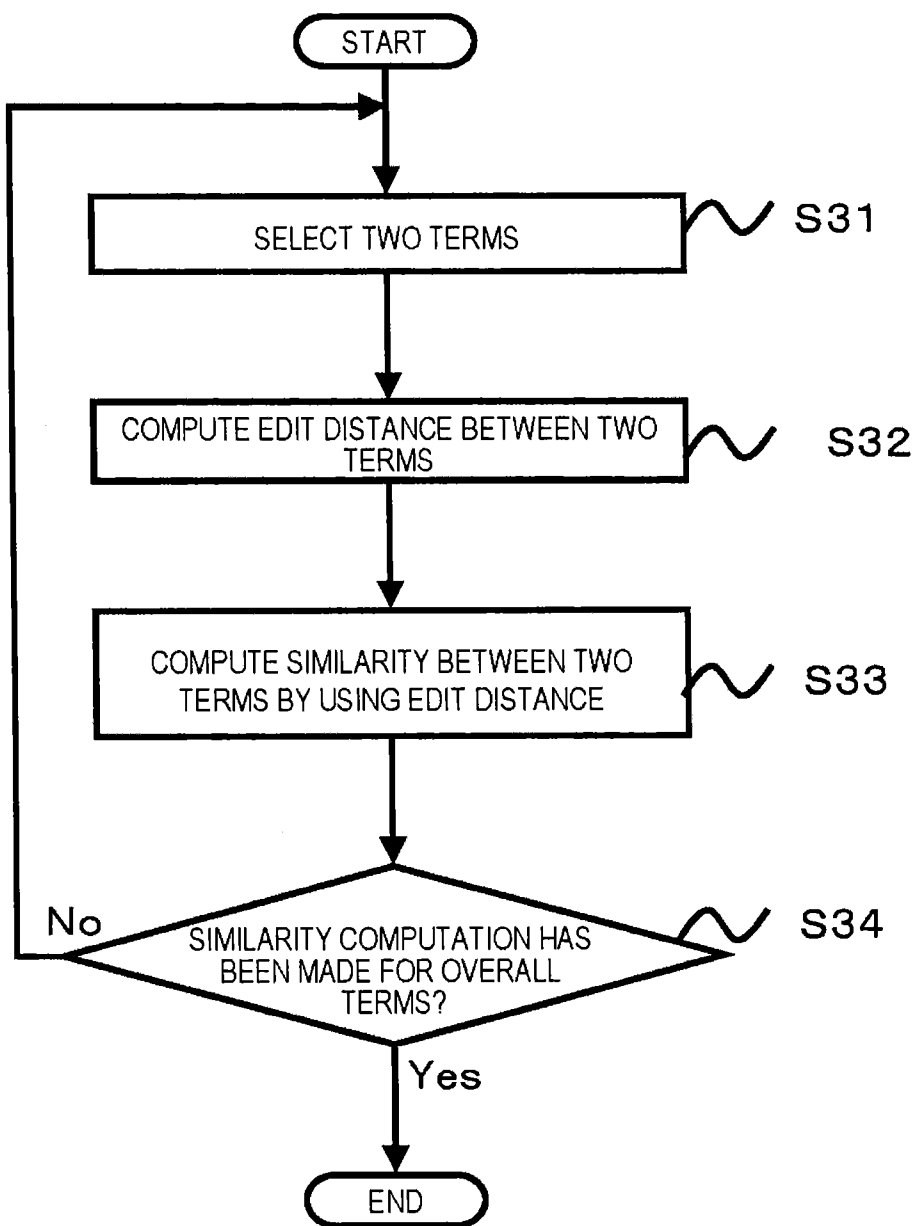 START
SELECT TWO TERMS
S31
COMPUTE EDIT DISTANCE BETWEEN TWO
TERMS
S32
COMPUTE SIMILARITY BETWEEN TWO
TERMS BY USING EDIT DISTANCE
S33
No
SIMILARITY COMPUTATION HAS
BEEN MADE FOR OVERALL
TERMS?
S34
Yes
END